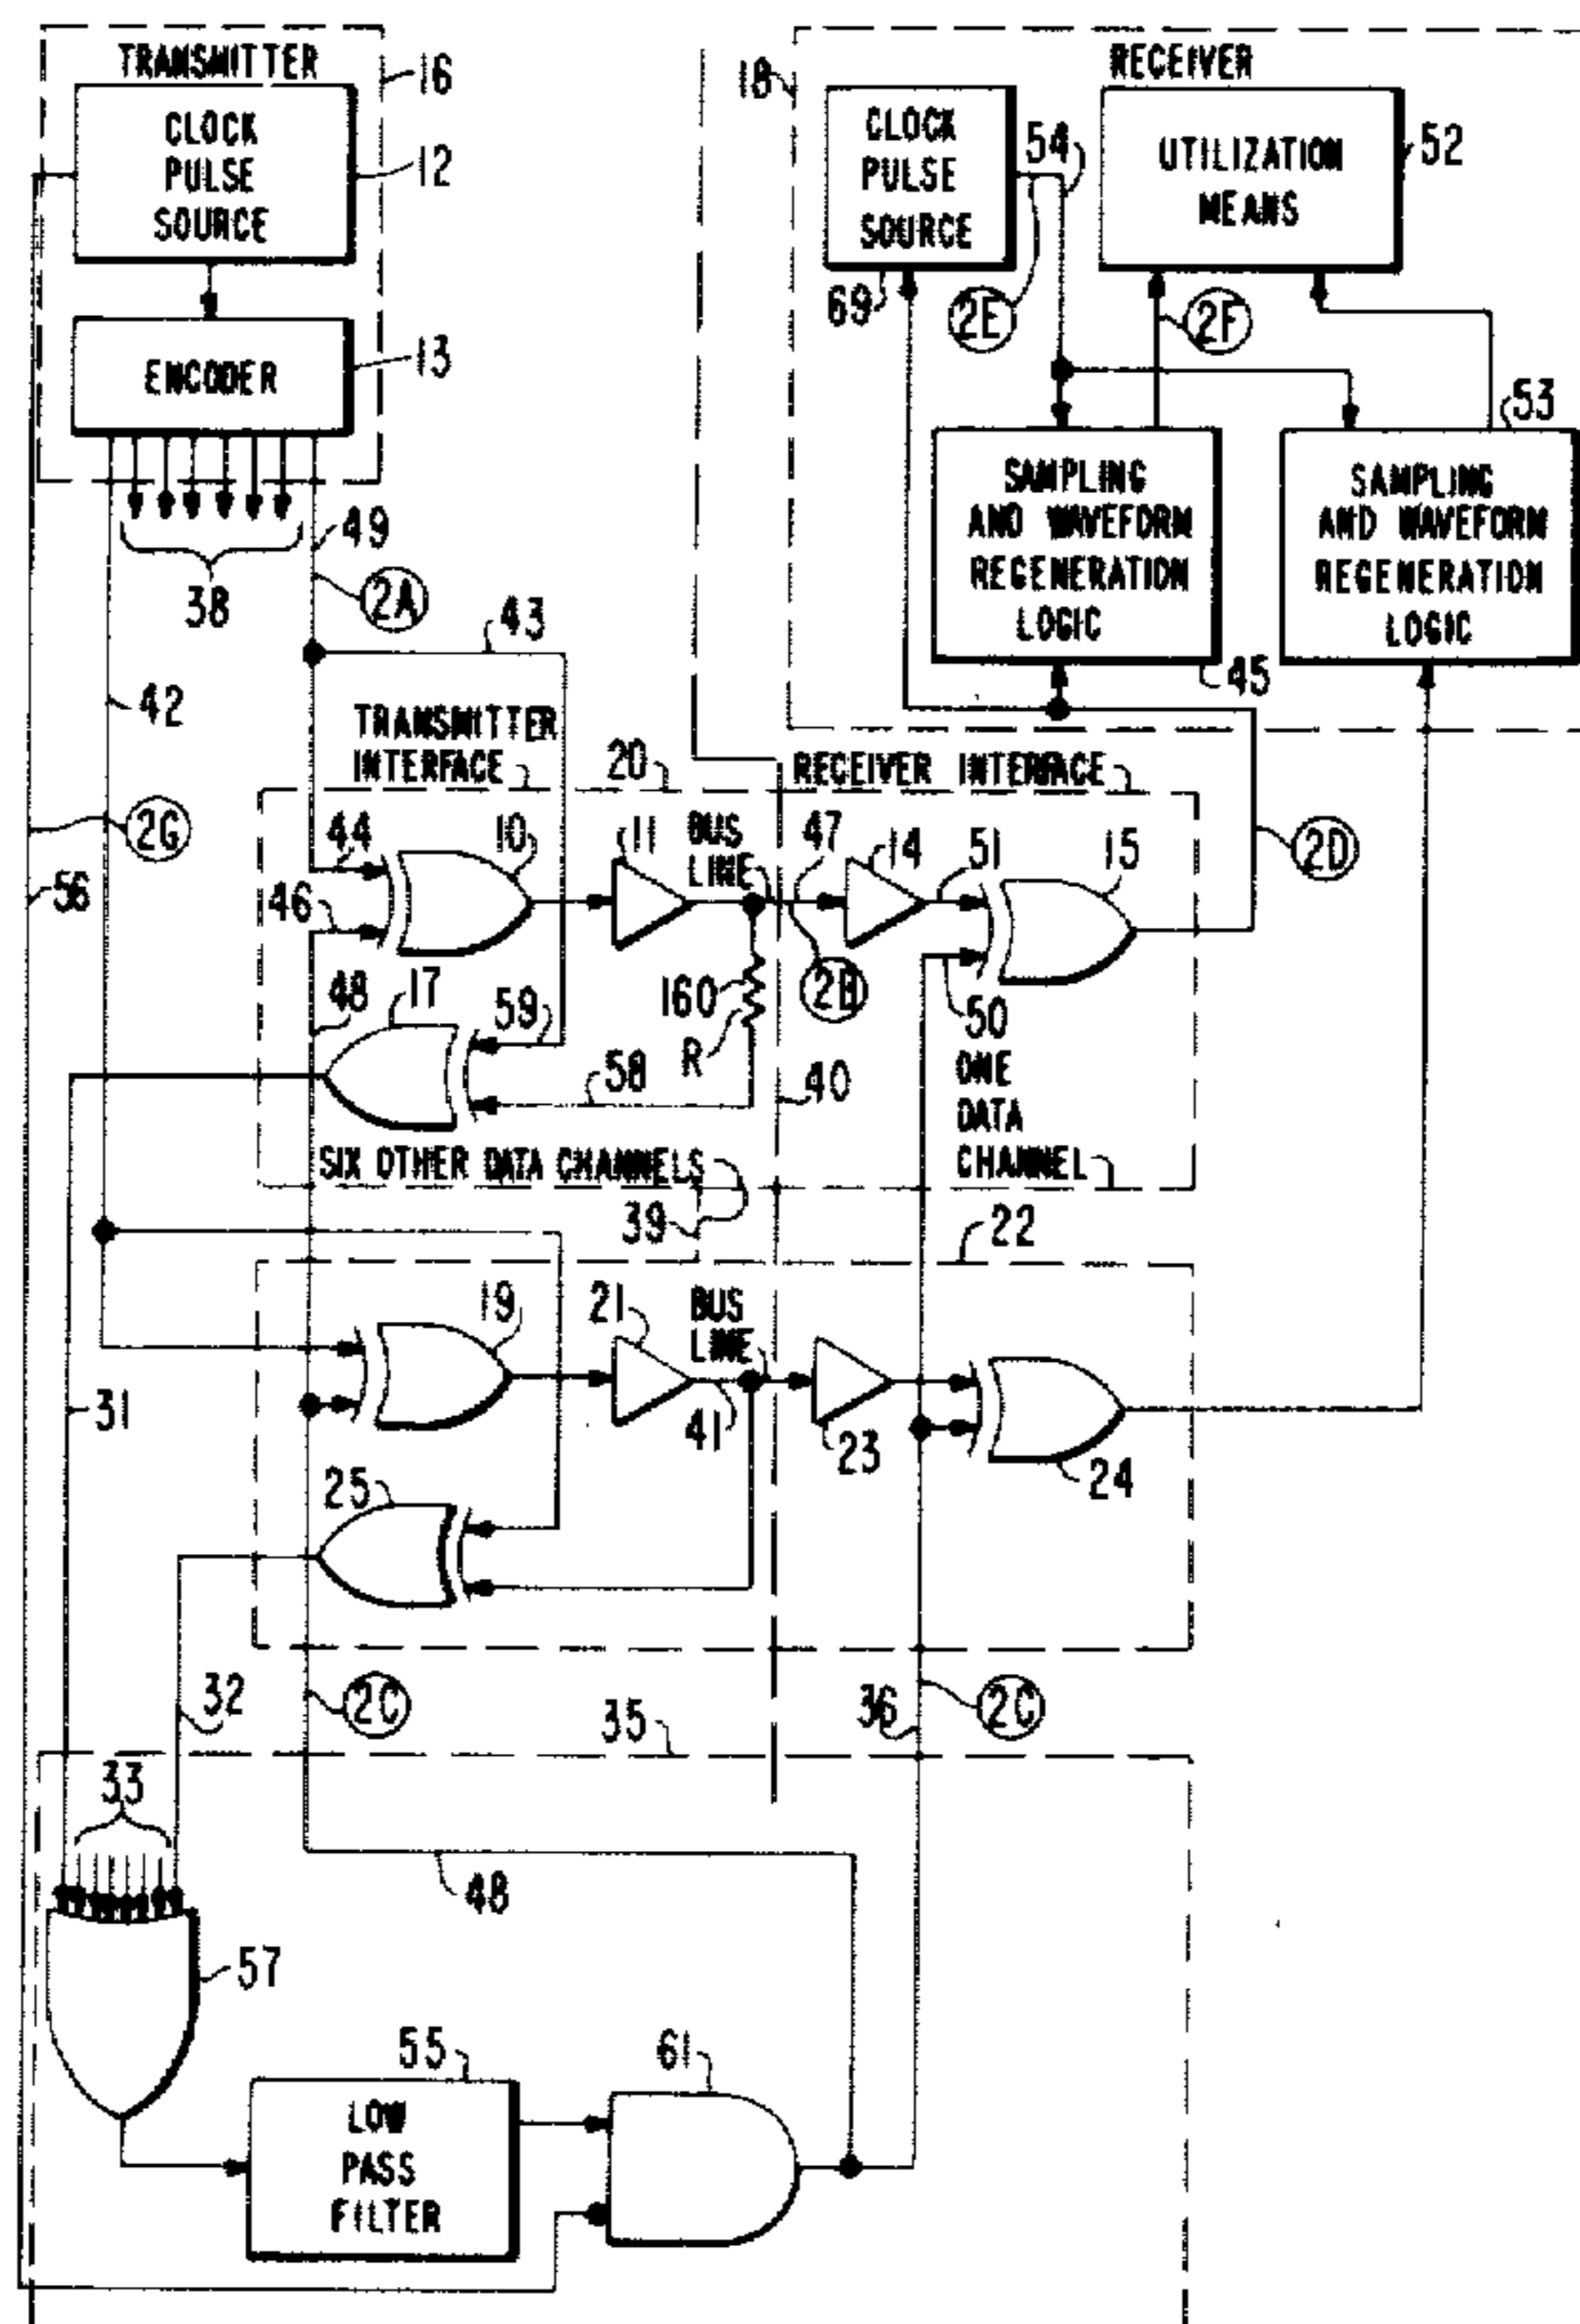 TRANSMITTER
16
CLOCK
PULSE
SOURCE
12
ENCODER
13
38
49
2A
43
42
2G
56
RECEIVER
18
CLOCK
PULSE
SOURCE
69
54
2E
UTILIZATION
MEANS
52
2F
53
SAMPLING
AND WAVEFORM
REGENERATION
LOGIC
45
SAMPLING
AND WAVEFORM
REGENERATION
LOGIC
TRANSMITTER
INTERFACE
20
RECEIVER INTERFACE
44
10
11
BUS
LINE
47
14
51
15
2D
46
48
17
59
58
160
R
2B
40
50
ONE
DATA
CHANNEL
SIX OTHER DATA CHANNELS
39
22
19
21
BUS
LINE
41
23
24
25
31
32
2C
35
36
2C
33
48
57
55
LOW
PASS
FILTER
61